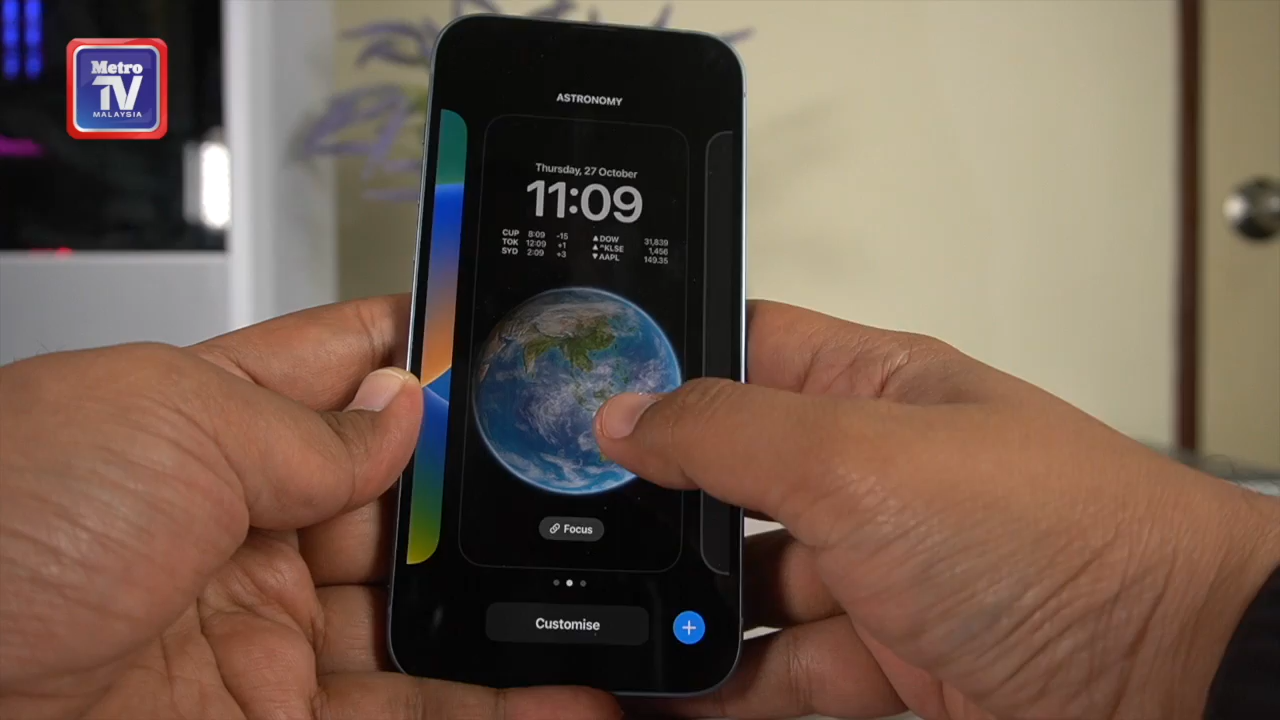 Metro
TV
MALAYSIA
ASTRONOMY
Thursday, 27 October
11:09
CUP 8:09 -15
TOK 12:09 +1
SYD 2:09 +3
▲DOW 31,839
▲^KLSE 1,456
▼AAPL 149.35
Focus
Customise